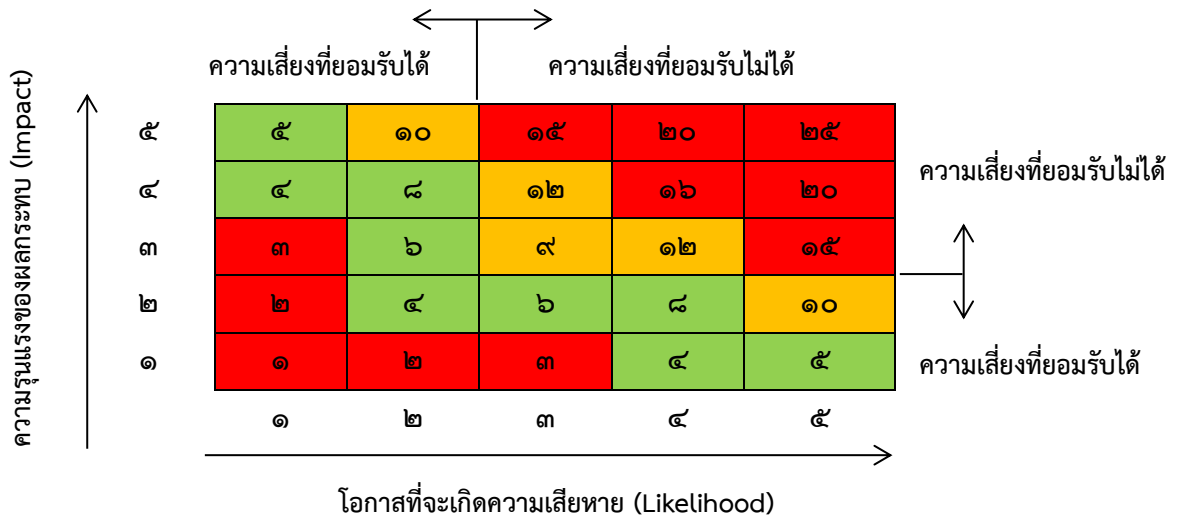 ความเสี่ยงที่ยอมรับได้ ความเสี่ยงที่ยอมรับไม่ได้
ความรุนแรงของผลกระทบ (Impact)
๕ ๕ ๑๐ ๑๕ ๒๐ ๒๕
๔ ๔ ๘ ๑๒ ๑๖ ๒๐
ความเสี่ยงที่ยอมรับไม่ได้
๓ ๓ ๖ ๙ ๑๒ ๑๕
๒ ๒ ๔ ๖ ๘ ๑๐
๑ ๑ ๒ ๓ ๔ ๕
ความเสี่ยงที่ยอมรับได้
๑ ๒ ๓ ๔ ๕
โอกาสที่จะเกิดความเสียหาย (Likelihood)